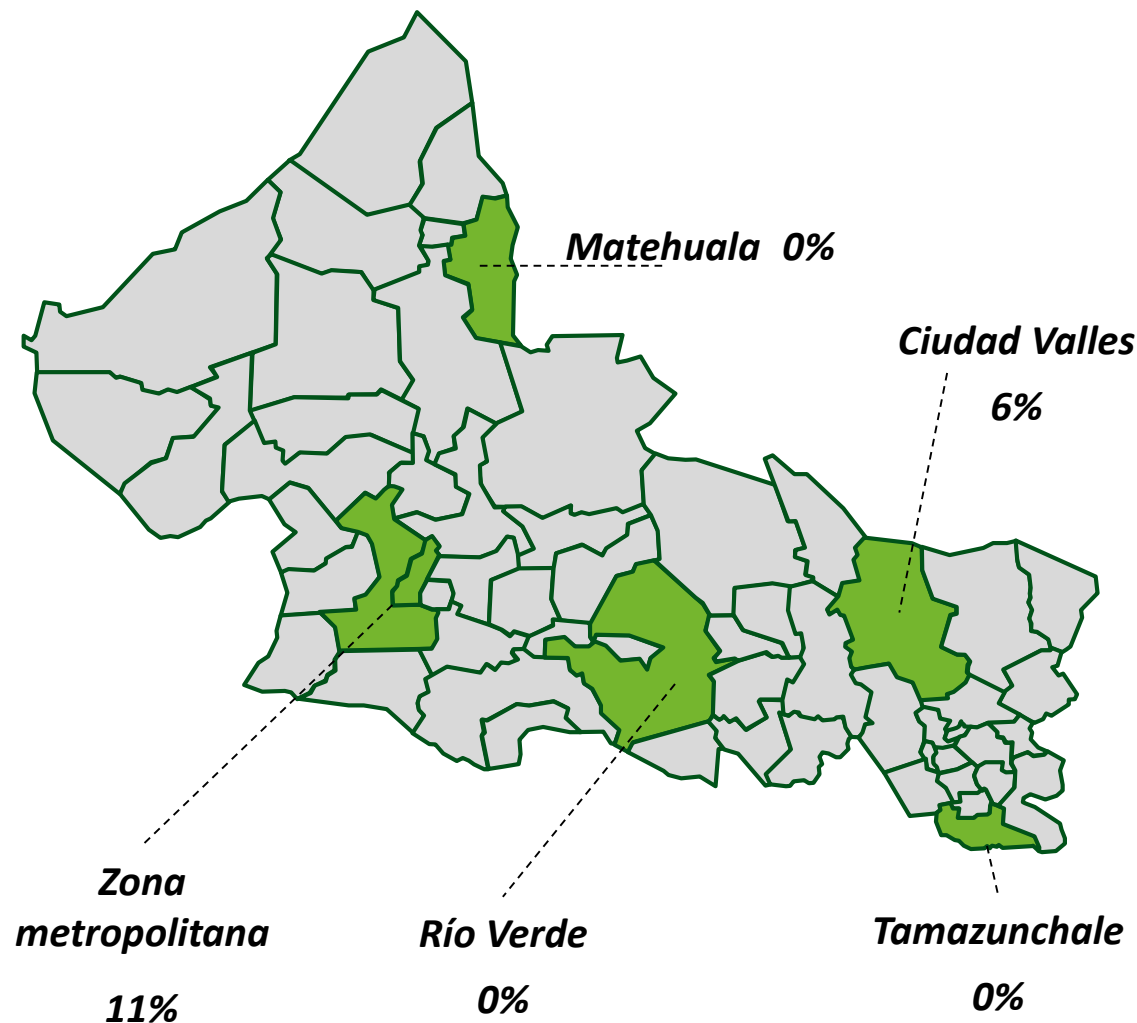 Matehuala 0%
Ciudad Valles
6%
Zona
metropolitana
11%
Río Verde
0%
Tamazunchale
0%